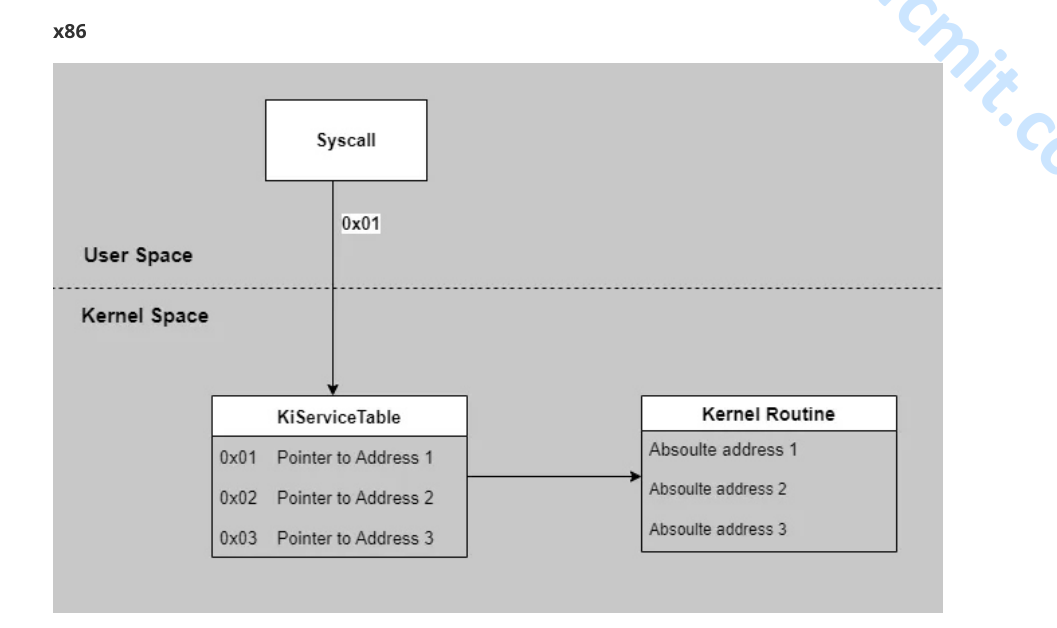 x86
Syscall
0x01
User Space
Kernel Space
KiServiceTable
0x01 Pointer to Address 1
0x02 Pointer to Address 2
0x03 Pointer to Address 3
Kernel Routine
Absoulte address 1
Absoulte address 2
Absoulte address 3